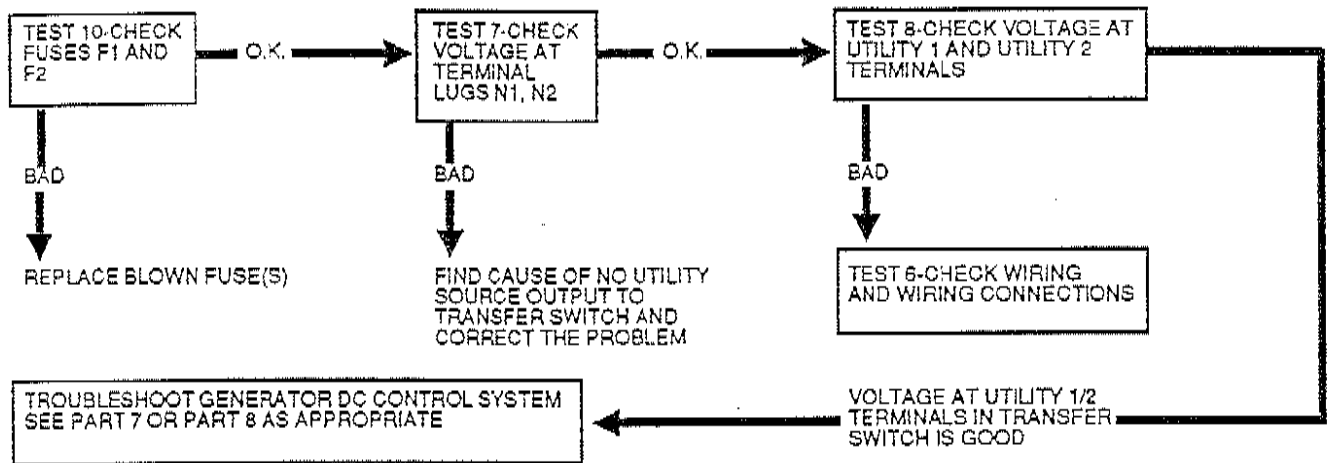 TEST 10-CHECK
FUSES F1 AND
F2
O.K.
TEST 7-CHECK
VOLTAGE AT
TERMINAL
LUGS N1, N2
O.K.
TEST 8-CHECK VOLTAGE AT
UTILITY 1 AND UTILITY 2
TERMINALS
BAD
BAD
BAD
REPLACE BLOWN FUSE(S)
FIND CAUSE OF NO UTILITY
SOURCE OUTPUT TO
TRANSFER SWITCH AND
CORRECT THE PROBLEM
TEST 6-CHECK WIRING
AND WIRING CONNECTIONS
TROUBLESHOOT GENERATOR DC CONTROL SYSTEM
SEE PART 7 OR PART 8 AS APPROPRIATE
VOLTAGE AT UTILITY 1/2
TERMINALS IN TRANSFER
SWITCH IS GOOD